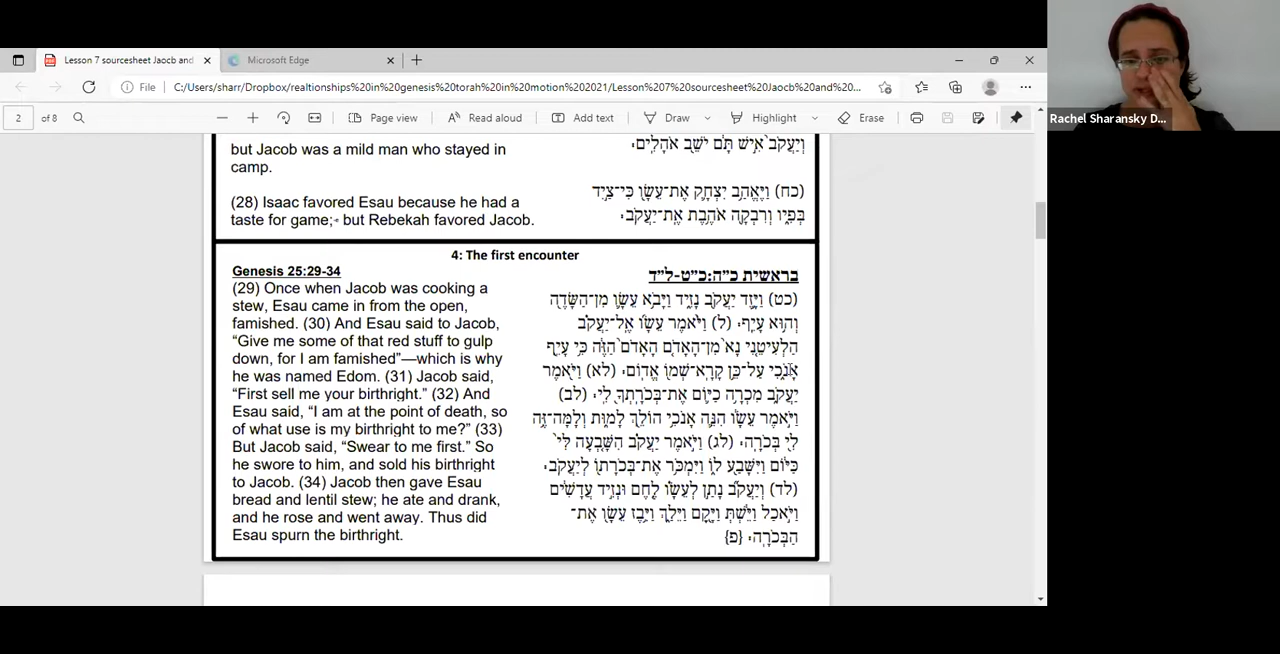 Lesson 7 sourcesheet Jaocb and
Microsoft Edge
File
C:/Users/sharr/Dropbox/realtionships%20in%20genesis%20torah%20in%20motion%202021/Lesson%207%20sourcesheet%20Jaocb%20and%20...
2 of 8
Page view
Read aloud
Add text
Draw
Highlight
Erase
Rachel Sharansky D...
but Jacob was a mild man who stayed in
camp.
(28) Isaac favored Esau because he had a
taste for game; but Rebekah favored Jacob.
וְיַעֲקֹב֙ אִ֣ישׁ תָּ֔ם יֹשֵׁ֖ב אֹהָלִֽים׃
(כח) וַיֶּאֱהַ֥ב יִצְחָ֛ק אֶת־עֵשָׂ֖ו כִּי־צַ֣יִד
בְּפִ֑יו וְרִבְקָ֖ה אֹהֶ֥בֶת אֶֽת־יַעֲקֹֽב׃
4: The first encounter
Genesis 25:29-34
(29) Once when Jacob was cooking a
stew, Esau came in from the open,
famished. (30) And Esau said to Jacob,
“Give me some of that red stuff to gulp
down, for I am famished”—which is why
he was named Edom. (31) Jacob said,
“First sell me your birthright.” (32) And
Esau said, “I am at the point of death, so
of what use is my birthright to me?” (33)
But Jacob said, “Swear to me first.” So
he swore to him, and sold his birthright
to Jacob. (34) Jacob then gave Esau
bread and lentil stew; he ate and drank,
and he rose and went away. Thus did
Esau spurn the birthright.
בראשית כ״ה:כ״ט-ל״ד
(כט) וַיָּ֥זֶד יַעֲקֹ֖ב נָזִ֑יד וַיָּבֹ֥א עֵשָׂ֛ו מִן־הַשָּׂדֶ֖ה
וְה֥וּא עָיֵֽף׃ (ל) וַיֹּ֨אמֶר עֵשָׂ֜ו אֶֽל־יַעֲקֹ֗ב
הַלְעִיטֵ֤נִי נָא֙ מִן־הָאָדֹ֤ם הָאָדֹם֙ הַזֶּ֔ה כִּ֥י עָיֵ֖ף
אָנֹ֑כִי עַל־כֵּ֥ן קָרָֽא־שְׁמ֖וֹ אֱדֽוֹם׃ (לא) וַיֹּ֖אמֶר
יַעֲקֹ֑ב מִכְרָ֥ה כַיּ֛וֹם אֶת־בְּכֹֽרָתְךָ֖ לִֽי׃ (לב)
וַיֹּ֣אמֶר עֵשָׂ֔ו הִנֵּ֛ה אָנֹכִ֥י הוֹלֵ֖ךְ לָמ֑וּת וְלָמָּה־זֶּ֥ה
לִ֖י בְּכֹרָֽה׃ (לג) וַיֹּ֣אמֶר יַעֲקֹ֗ב הִשָּׁ֤בְעָה לִּי֙
כַּיּ֔וֹם וַיִּשָּׁבַ֖ע ל֑וֹ וַיִּמְכֹּ֥ר אֶת־בְּכֹרָת֖וֹ לְיַעֲקֹֽב׃
(לד) וְיַעֲקֹ֞ב נָתַ֣ן לְעֵשָׂ֗ו לֶ֚חֶם וּנְזִ֣יד עֲדָשִׁ֔ים
וַיֹּ֣אכַל וַיֵּ֔שְׁתְּ וַיָּ֖קָם וַיֵּלַ֑ךְ וַיִּ֥בֶז עֵשָׂ֖ו אֶת־
הַבְּכֹרָֽה׃ {פ}